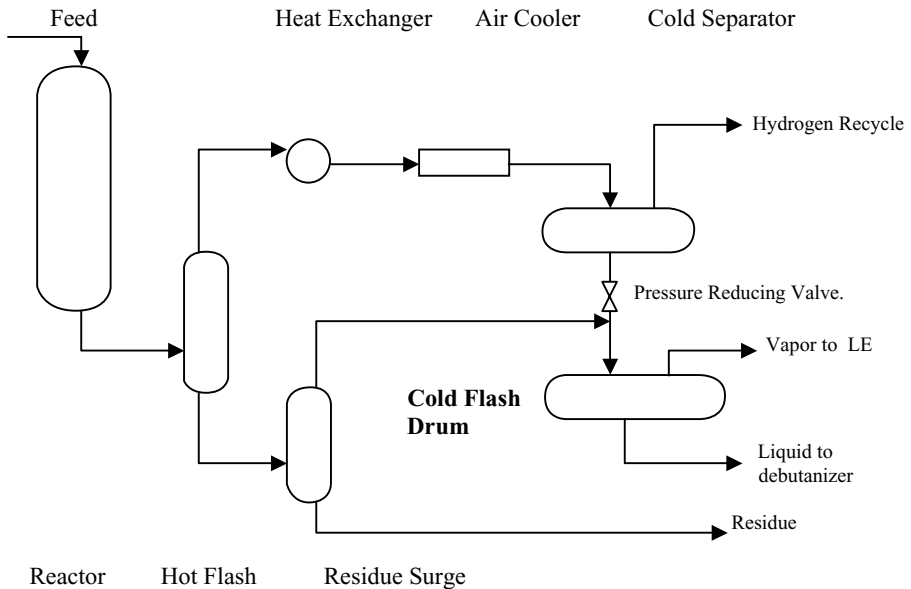 Feed
Heat Exchanger
Air Cooler
Cold Separator
Hydrogen Recycle
Pressure Reducing Valve.
Vapor to LE
Cold Flash
Drum
Liquid to
debutanizer
Residue
Reactor
Hot Flash
Residue Surge